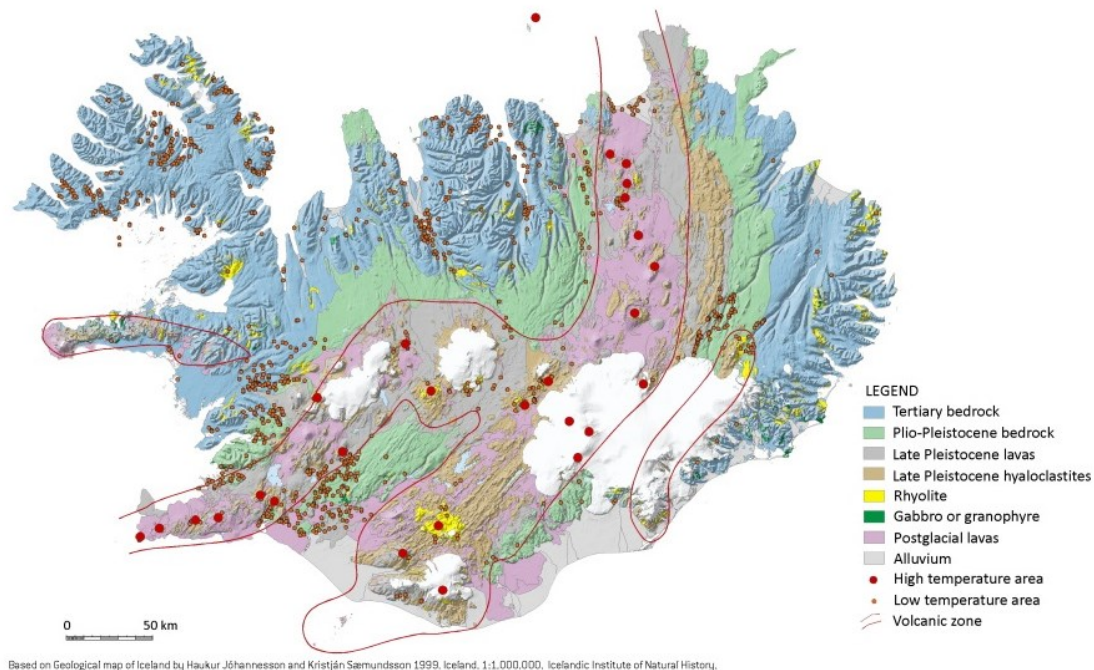 LEGEND
Tertiary bedrock
Plio-Pleistocene bedrock
Late Pleistocene lavas
Late Pleistocene hyaloclastites
Rhyolite
Gabbro or granophyre
Postglacial lavas
Alluvium
High temperature area
Low temperature area
Volcanic zone
0 50 km
Based on Geological map of Iceland by Haukur Jóhannesson and Kristján Sæmundsson 1999. Iceland. 1:1.000.000. Icelandic Institute of Natural History.